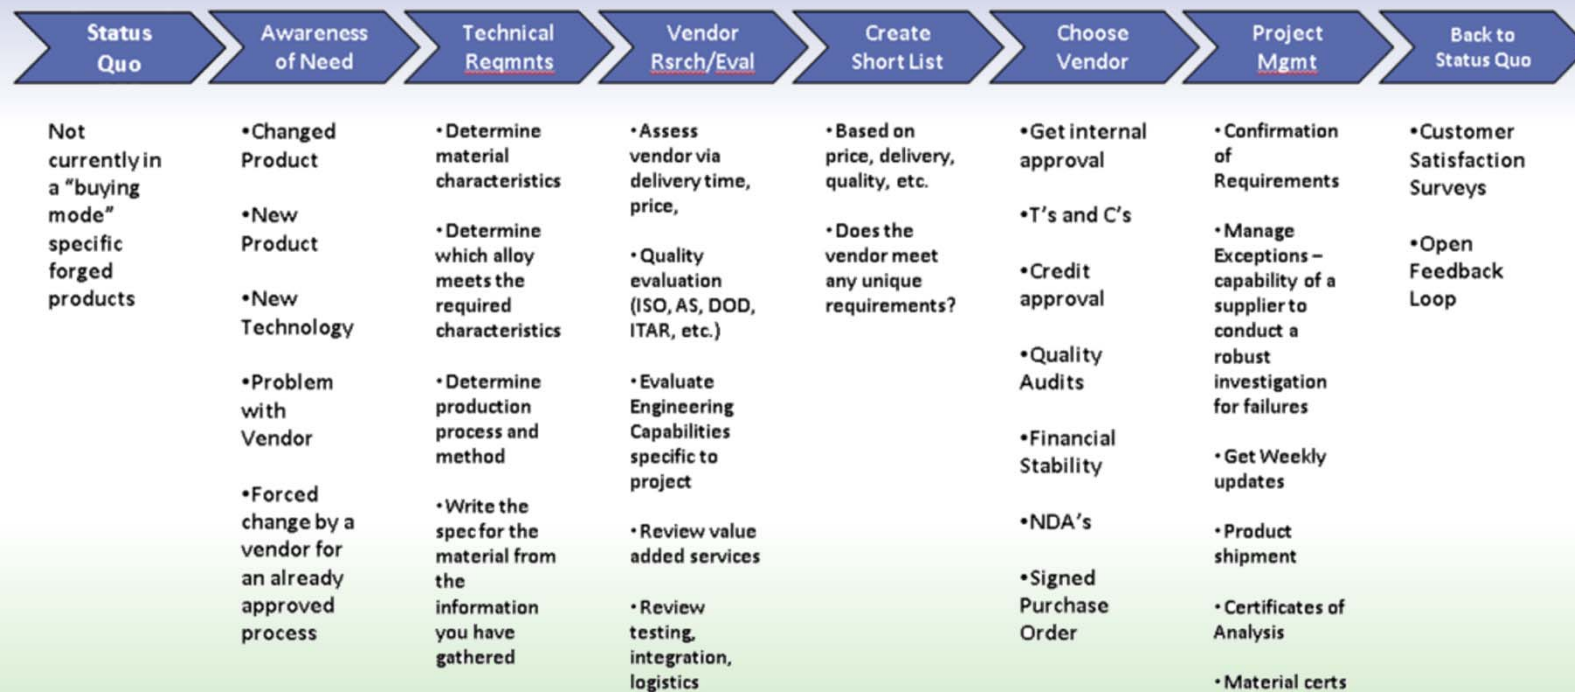 Status
Quo
Awareness
of Need
Technical
Reqmnts
Vendor
Rsrch/Eval
Create
Short List
Choose
Vendor
Project
Mgmt
Back to
Status Quo
Not
currently in
a "buying
mode"
specific
forged
products
•Changed
Product
•New
Product
•New
Technology
•Problem
with
Vendor
•Forced
change by a
vendor for
an already
approved
process
• Determine
material
characteristics
• Determine
which alloy
meets the
required
characteristics
• Determine
production
process and
method
• Write the
spec for the
material from
the
information
you have
gathered
• Assess
vendor via
delivery time,
price,
• Quality
evaluation
(ISO, AS, DOD,
ITAR, etc.)
• Evaluate
Engineering
Capabilities
specific to
project
• Review value
added services
• Review
testing,
integration,
logistics
• Based on
price, delivery,
quality, etc.
• Does the
vendor meet
any unique
requirements?
•Get internal
approval
•T's and C's
•Credit
approval
•Quality
Audits
•Financial
Stability
•NDA's
•Signed
Purchase
Order
• Confirmation
of
Requirements
• Manage
Exceptions –
capability of a
supplier to
conduct a
robust
investigation
for failures
• Get Weekly
updates
• Product
shipment
• Certificates of
Analysis
• Material certs
•Customer
Satisfaction
Surveys
•Open
Feedback
Loop